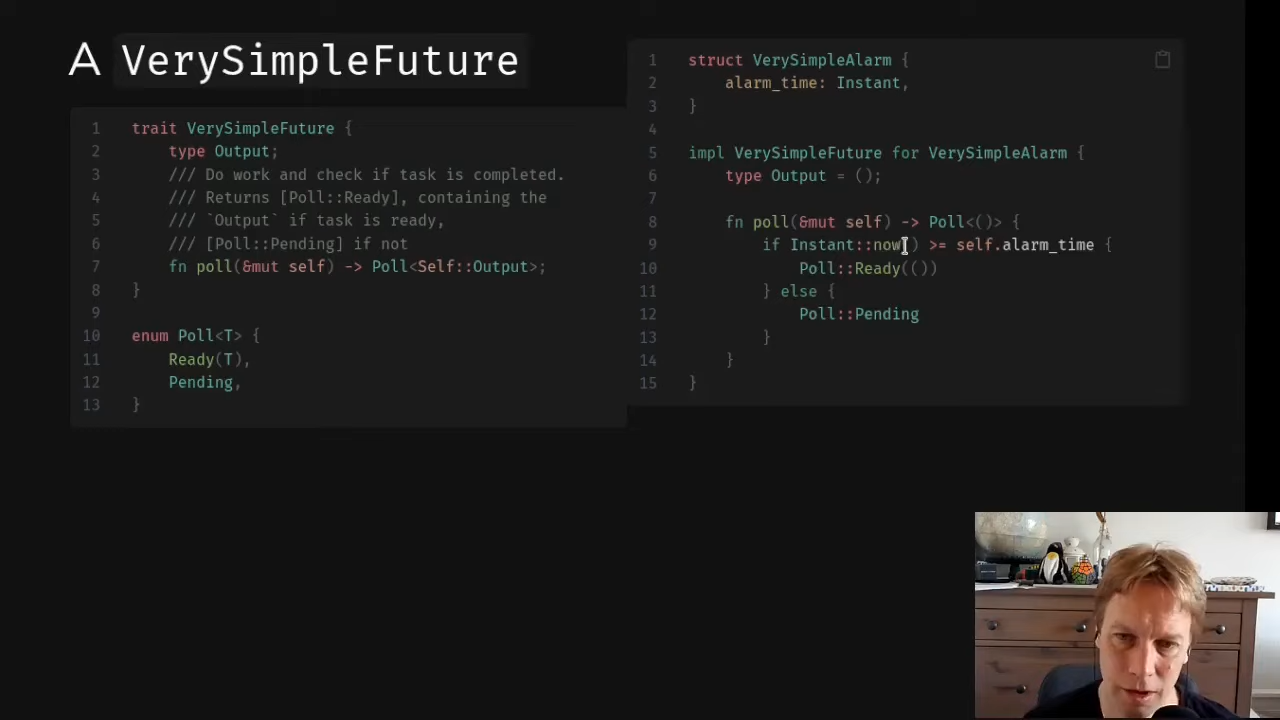 A VerySimpleFuture
1 trait VerySimpleFuture {
2     type Output;
3     /// Do work and check if task is completed.
4     /// Returns [Poll::Ready], containing the
5     /// `Output` if task is ready,
6     /// [Poll::Pending] if not
7     fn poll(&mut self) -> Poll<Self::Output>;
8 }
9
10 enum Poll<T> {
11     Ready(T),
12     Pending,
13 }
1 struct VerySimpleAlarm {
2     alarm_time: Instant,
3 }
4
5 impl VerySimpleFuture for VerySimpleAlarm {
6     type Output = ();
7
8     fn poll(&mut self) -> Poll<()> {
9         if Instant::now() >= self.alarm_time {
10             Poll::Ready(())
11         } else {
12             Poll::Pending
13         }
14     }
15 }